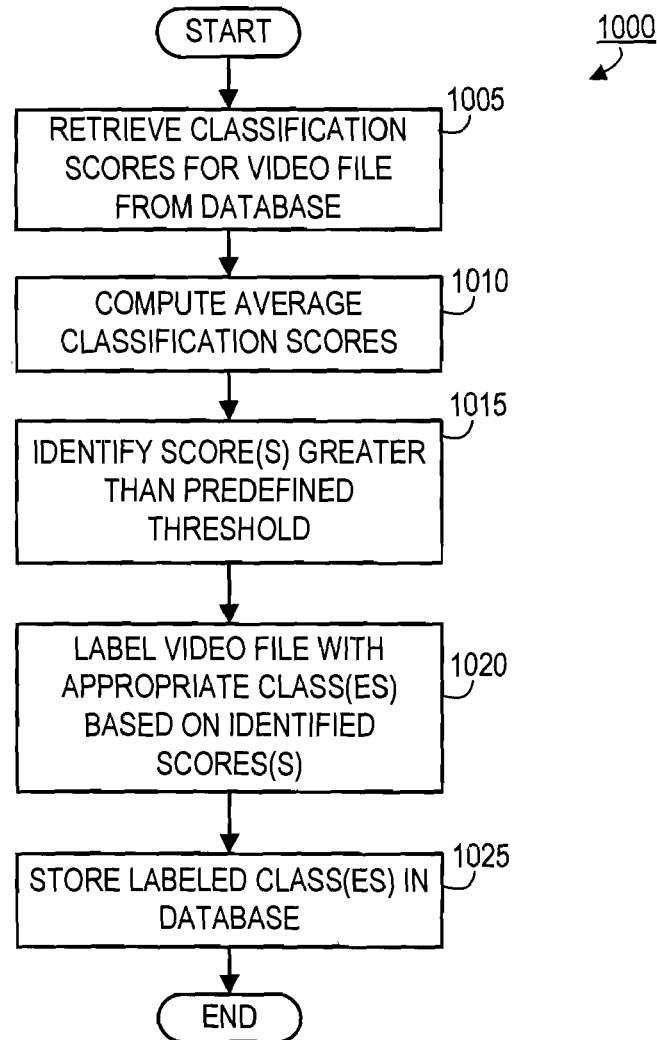 START
1000
1005
RETRIEVE CLASSIFICATION
SCORES FOR VIDEO FILE
FROM DATABASE
1010
COMPUTE AVERAGE
CLASSIFICATION SCORES
1015
IDENTIFY SCORE(S) GREATER
THAN PREDEFINED
THRESHOLD
LABEL VIDEO FILE WITH
APPROPRIATE CLASS(ES)
BASED ON IDENTIFIED
SCORES(S)
1020
1025
STORE LABELED CLASS(ES) IN
DATABASE
END